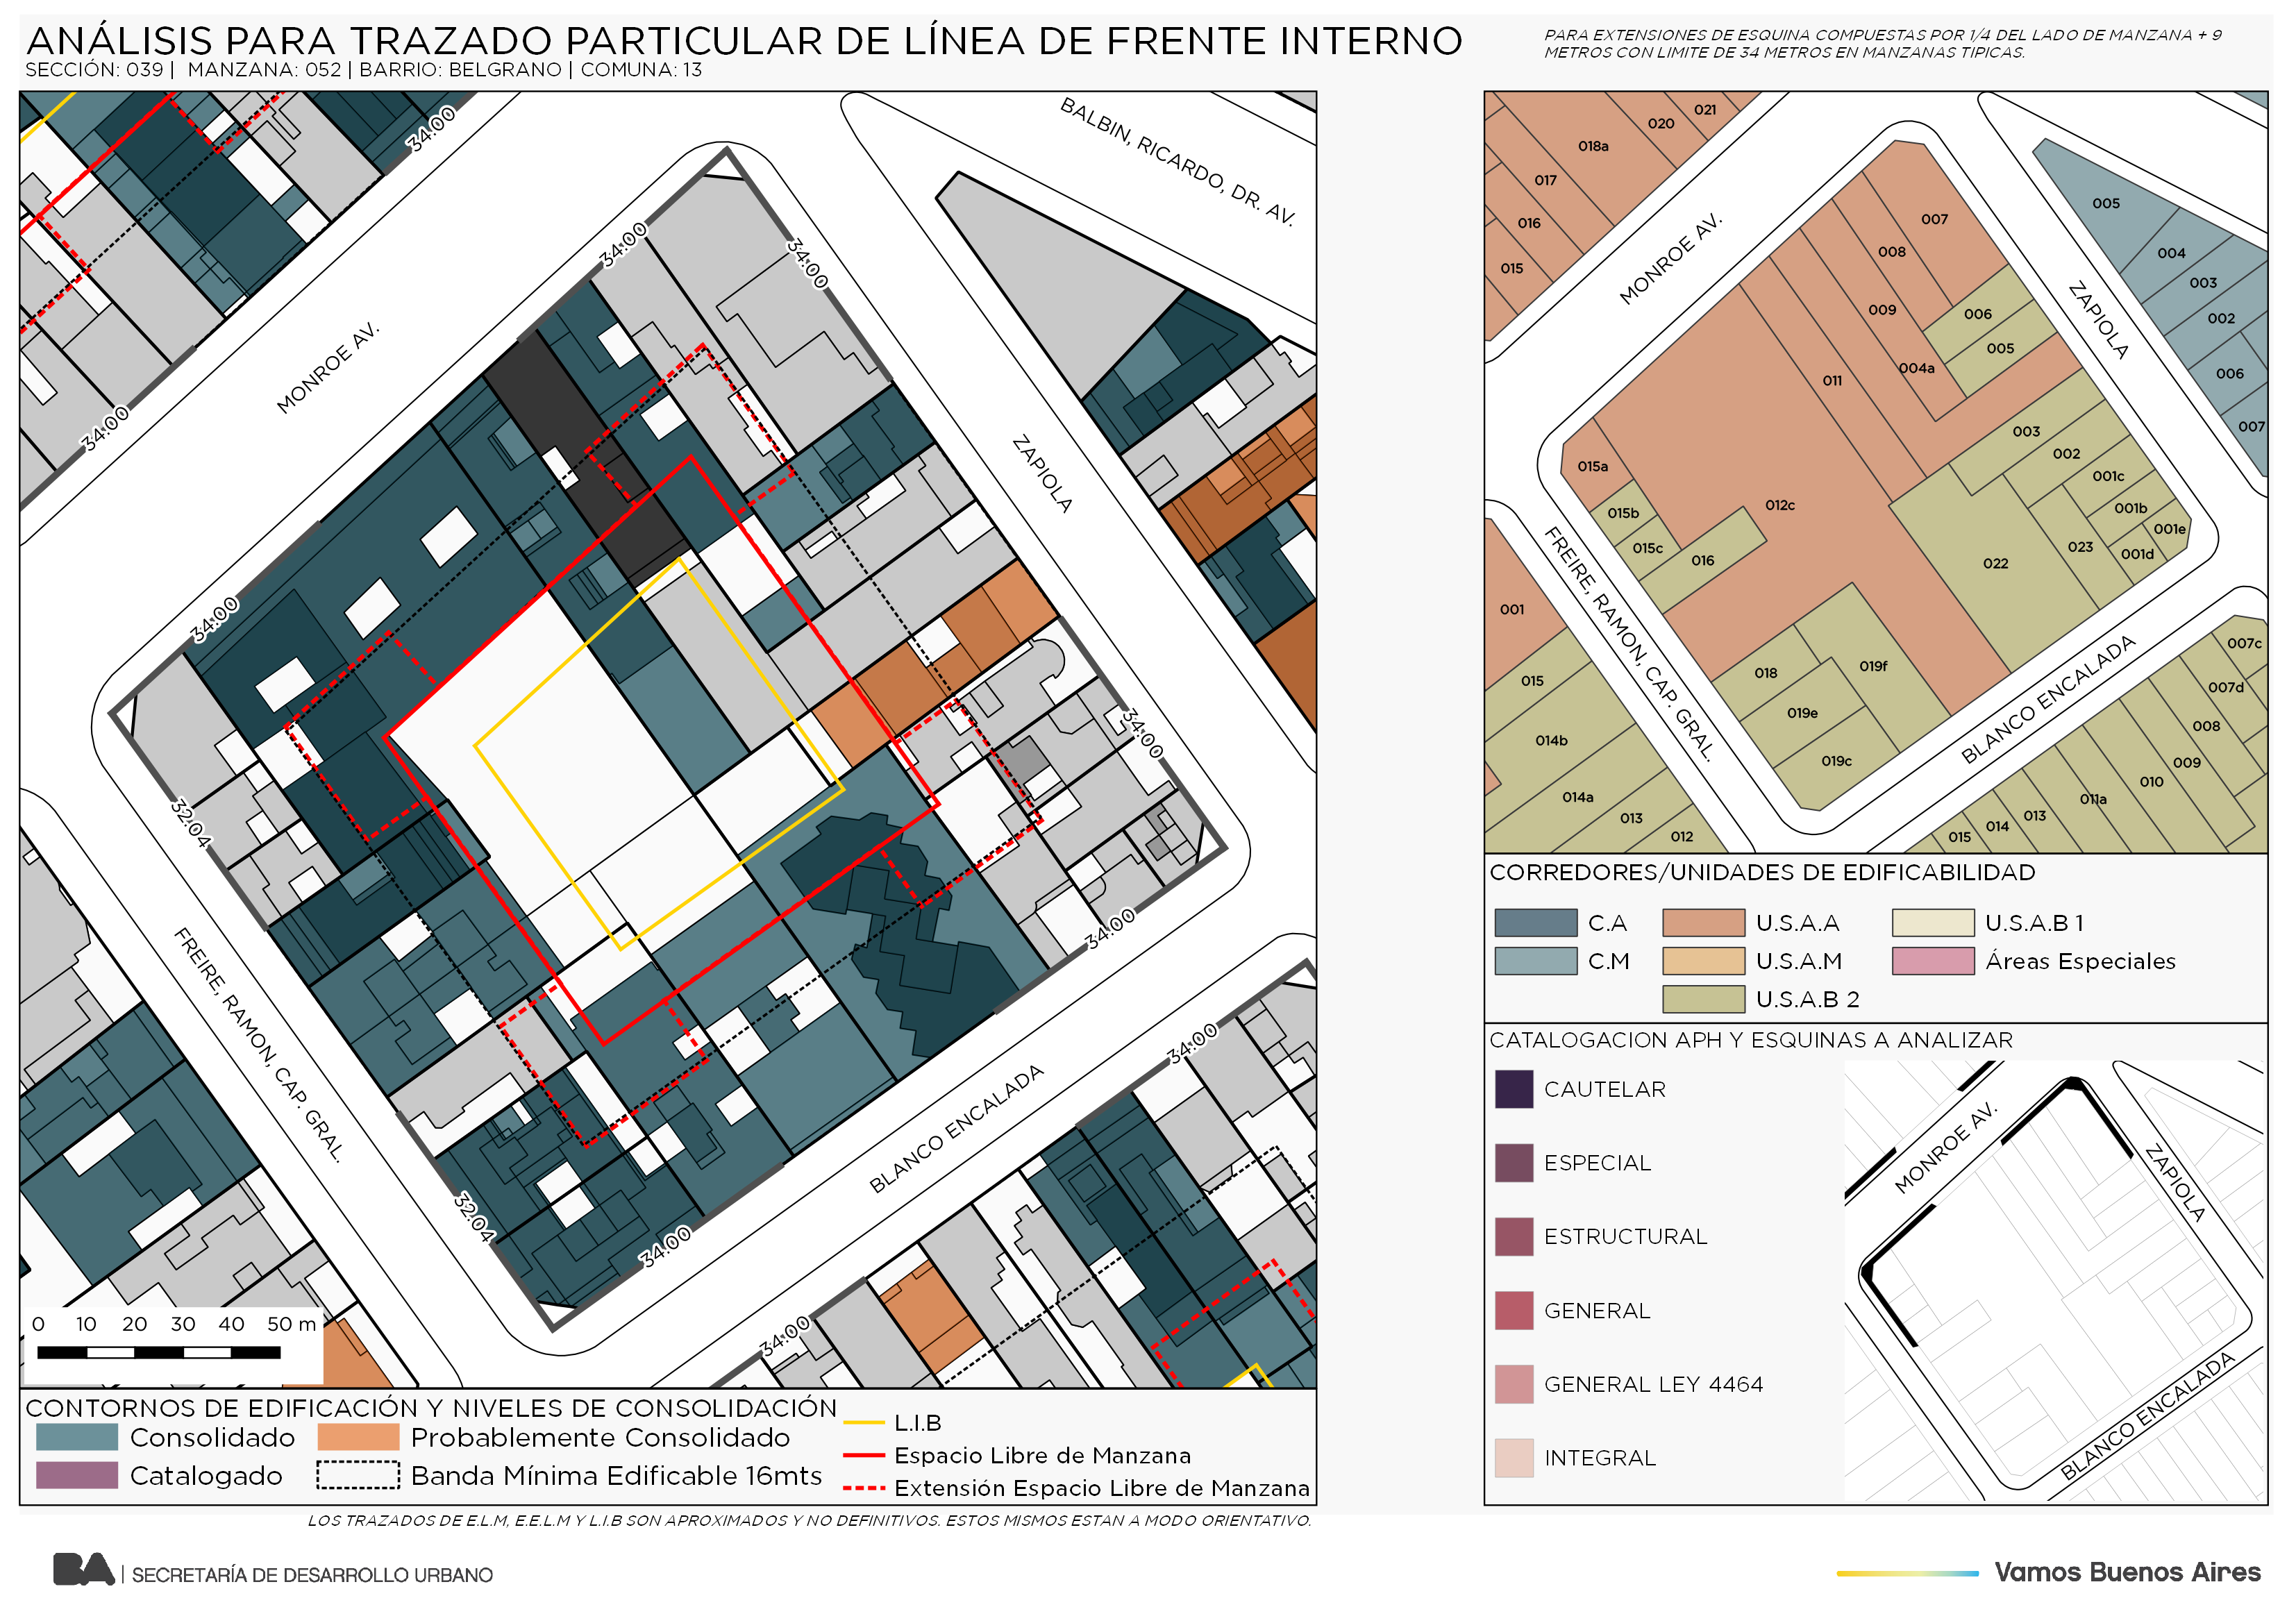 ANÁLISIS PARA TRAZADO PARTICULAR DE LÍNEA DE FRENTE INTERNO
SECCIÓN: 039 | MANZANA: 052 | BARRIO: BELGRANO | COMUNA: 13
PARA EXTENSIONES DE ESQUINA COMPUESTAS POR 1/4 DEL LADO DE MANZANA + 9
METROS CON LIMITE DE 34 METROS EN MANZANAS TIPICAS.
34.00
BALBIN, RICARDO, DR. AV.
34.00
34.00
MONROE AV.
34.00
ZAPIOLA
34.00
34.00
32.04
34.00
FREIRE, RAMON, CAP. GRAL.
34.00
34.00
BLANCO ENCALADA
32.04
34.00
34.00
0 10 20 30 40 50 m
CONTORNOS DE EDIFICACIÓN Y NIVELES DE CONSOLIDACIÓN
Consolidado
Probablemente Consolidado
Catalogado
Banda Mínima Edificable 16mts
L.I.B
Espacio Libre de Manzana
Extensión Espacio Libre de Manzana
LOS TRAZADOS DE E.L.M, E.E.L.M Y L.I.B SON APROXIMADOS Y NO DEFINITIVOS. ESTOS MISMOS ESTAN A MODO ORIENTATIVO.
021
020
018a
017
016
015
MONROE AV.
005
004
003
002
006
007
ZAPIOLA
007
008
009
006
005
004a
011
003
002
001c
001b
001e
001d
023
022
012c
015a
015b
015c
016
018
019f
019e
019c
FREIRE, RAMON, CAP. GRAL.
BLANCO ENCALADA
001
015
014b
014a
013
012
007c
007d
008
009
010
011a
013
014
015
CORREDORES/UNIDADES DE EDIFICABILIDAD
C.A
U.S.A.A
U.S.A.B 1
C.M
U.S.A.M
Áreas Especiales
U.S.A.B 2
CATALOGACION APH Y ESQUINAS A ANALIZAR
CAUTELAR
ESPECIAL
ESTRUCTURAL
GENERAL
GENERAL LEY 4464
INTEGRAL
MONROE AV.
ZAPIOLA
BLANCO ENCALADA
BA | SECRETARÍA DE DESARROLLO URBANO
Vamos Buenos Aires